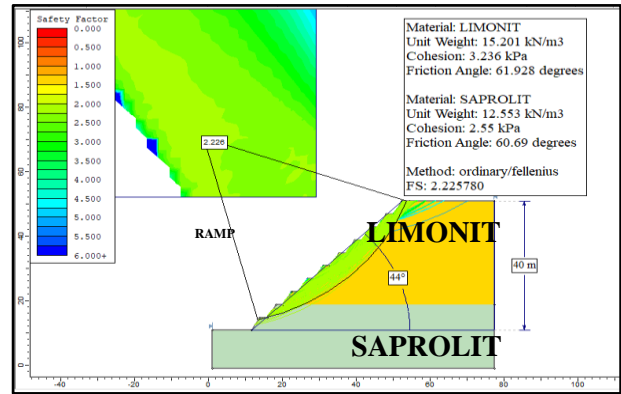 Safety Factor
0.000
0.500
1.000
1.500
2.000
2.500
3.000
3.500
4.000
4.500
5.000
5.500
6.000+
Material: LIMONIT
Unit Weight: 15.201 kN/m3
Cohesion: 3.236 kPa
Friction Angle: 61.928 degrees
Material: SAPROLIT
Unit Weight: 12.553 kN/m3
Cohesion: 2.55 kPa
Friction Angle: 60.69 degrees
Method: ordinary/fellenius
FS: 2.225780
2.226
RAMP
LIMONIT
44°
40 m
SAPROLIT
100
80
60
40
20
0
-40
-20
0
20
40
60
80
100